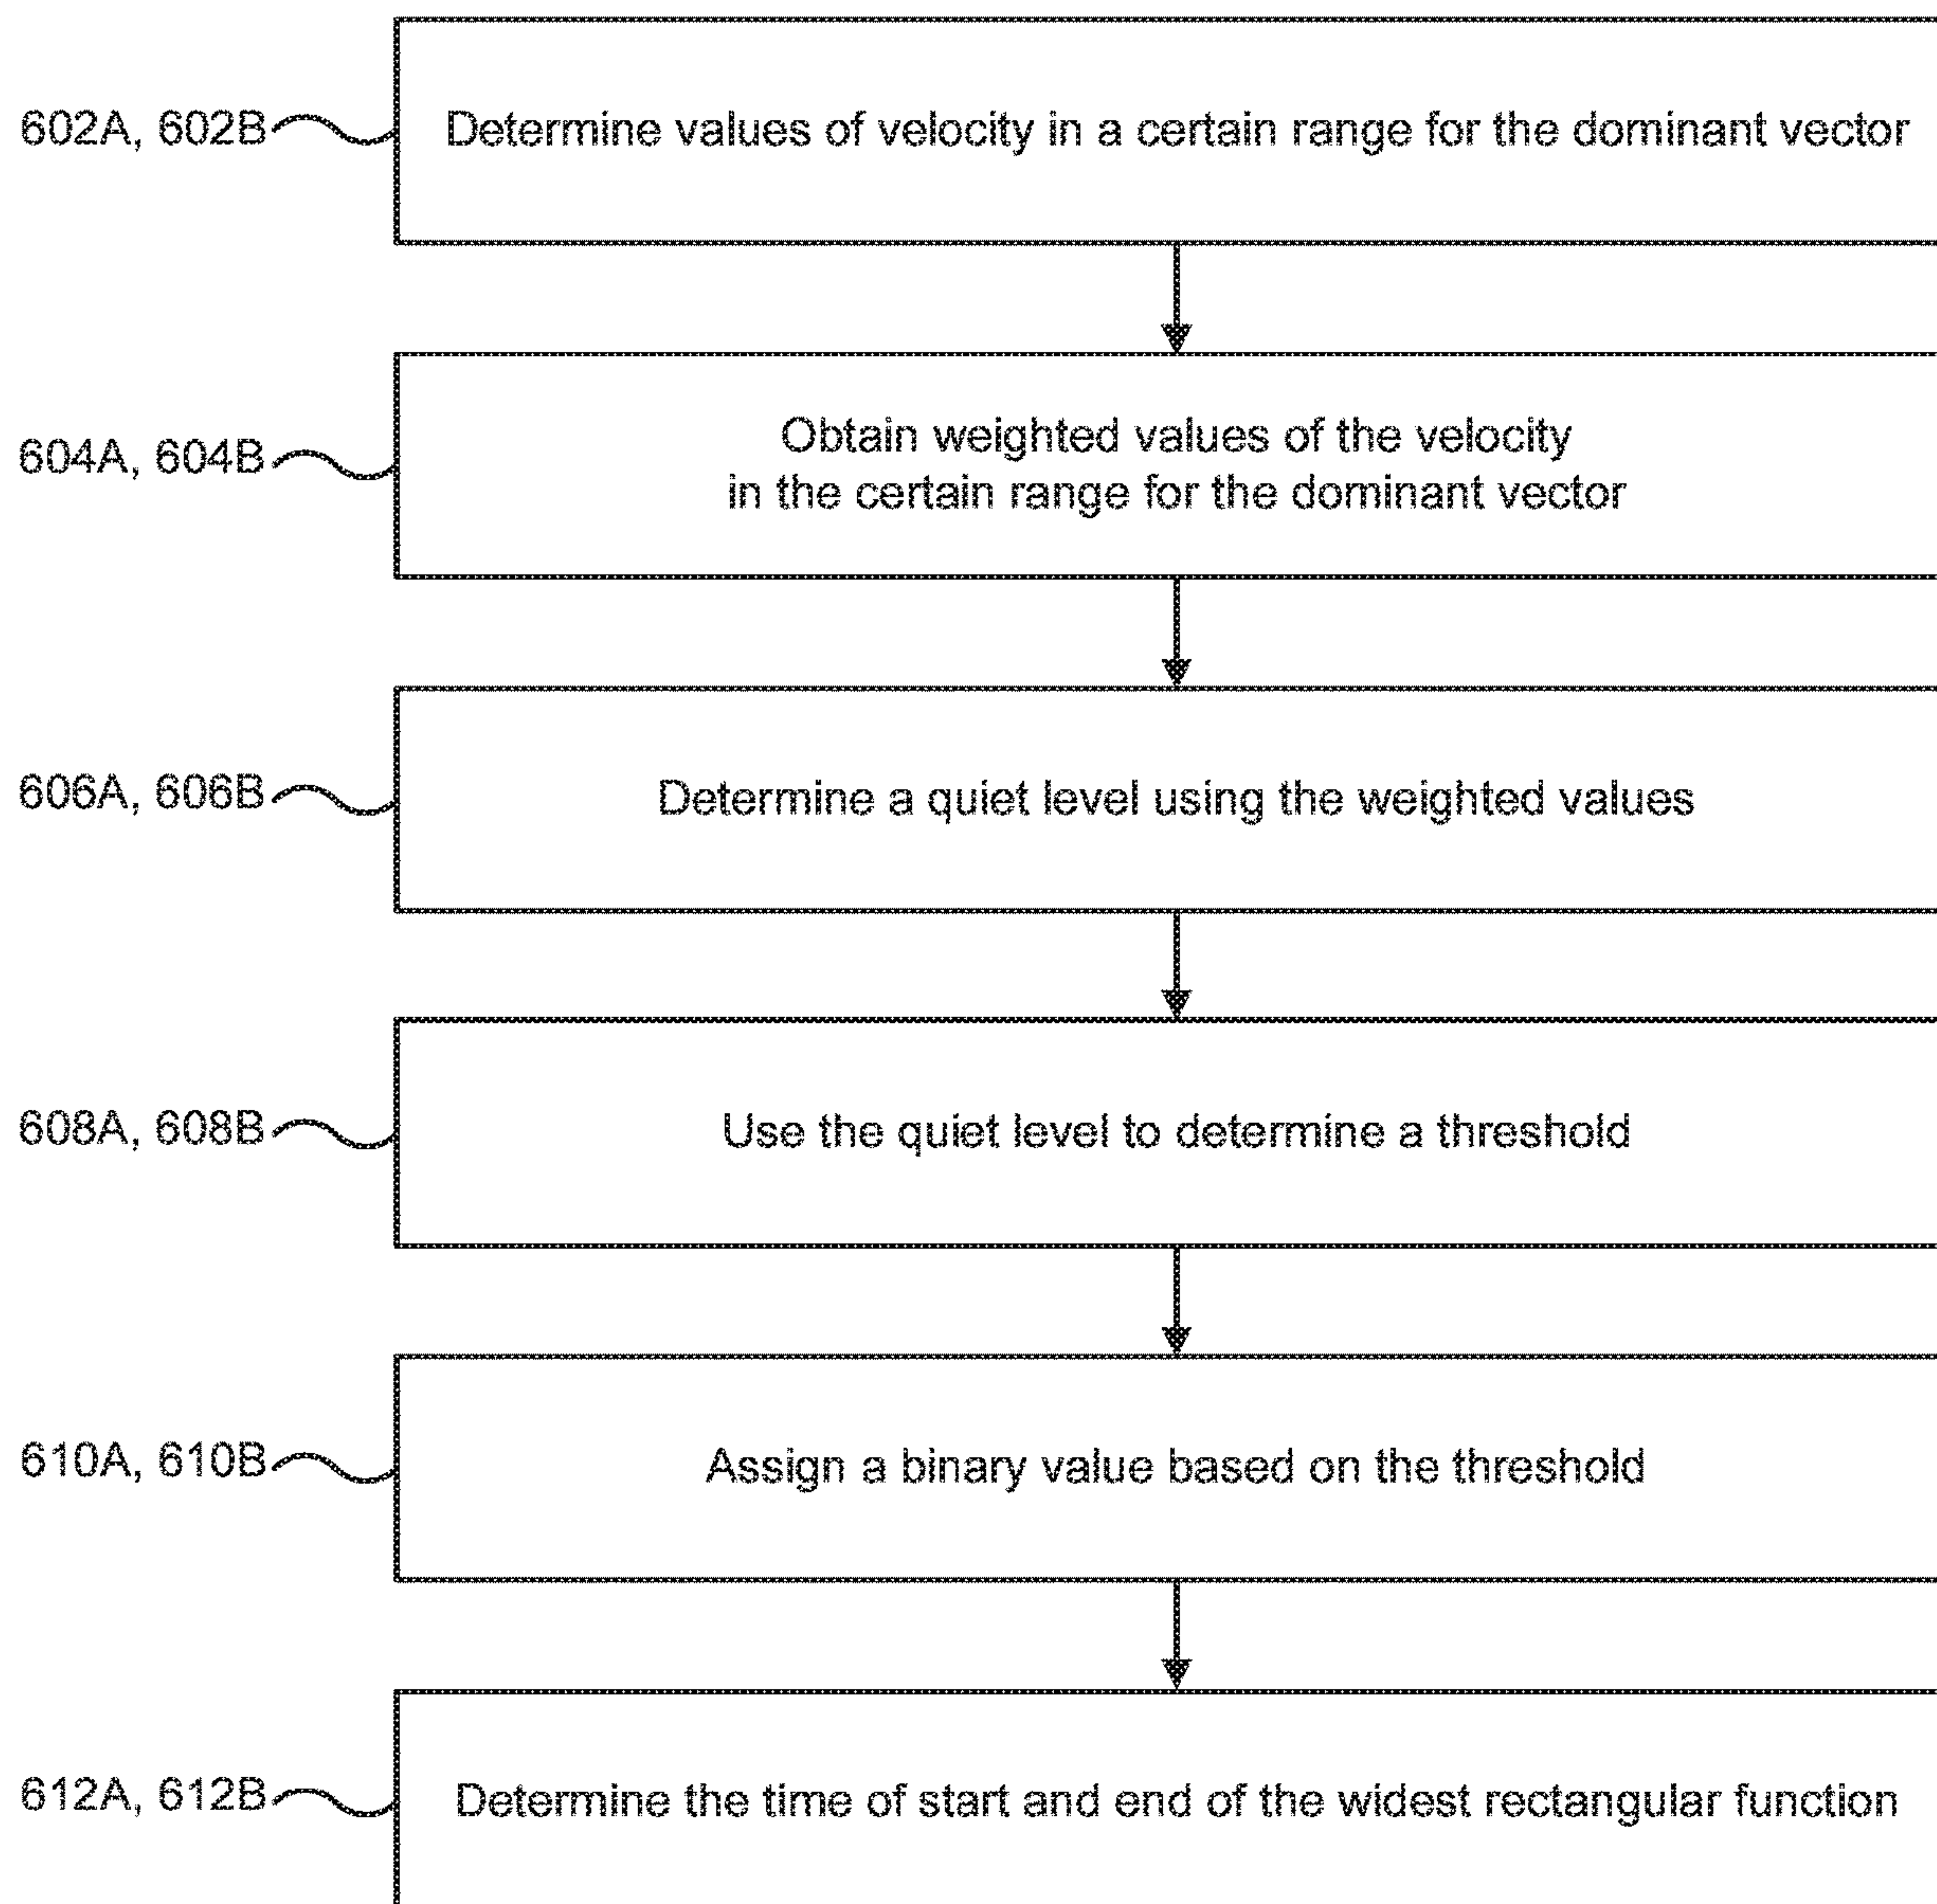 602A, 602B
Determine values of velocity in a certain range for the dominant vector
604A, 604B
Obtain weighted values of the velocity
in the certain range for the dominant vector
606A, 606B
Determine a quiet level using the weighted values
608A, 608B
Use the quiet level to determine a threshold
610A, 610B
Assign a binary value based on the threshold
612A, 612B
Determine the time of start and end of the widest rectangular function